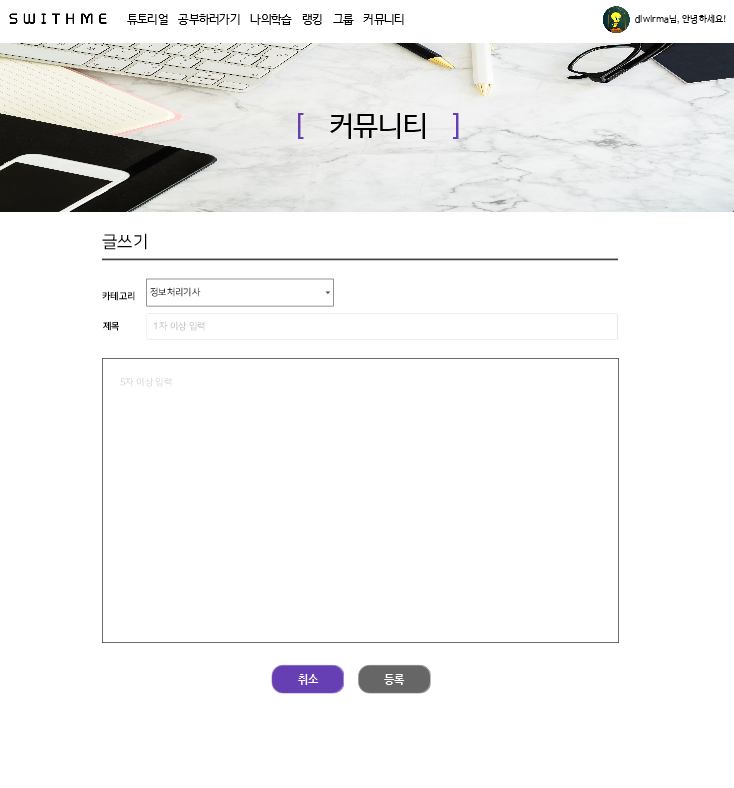 SWITHME 튜토리얼 공부하러가기 나의학습 랭킹 그룹 커뮤니티 dlwlrma님, 안녕하세요!
[ 커뮤니티 ]
글쓰기
카테고리 정보처리기사
제목 1자 이상 입력
5자 이상 입력
취소 등록